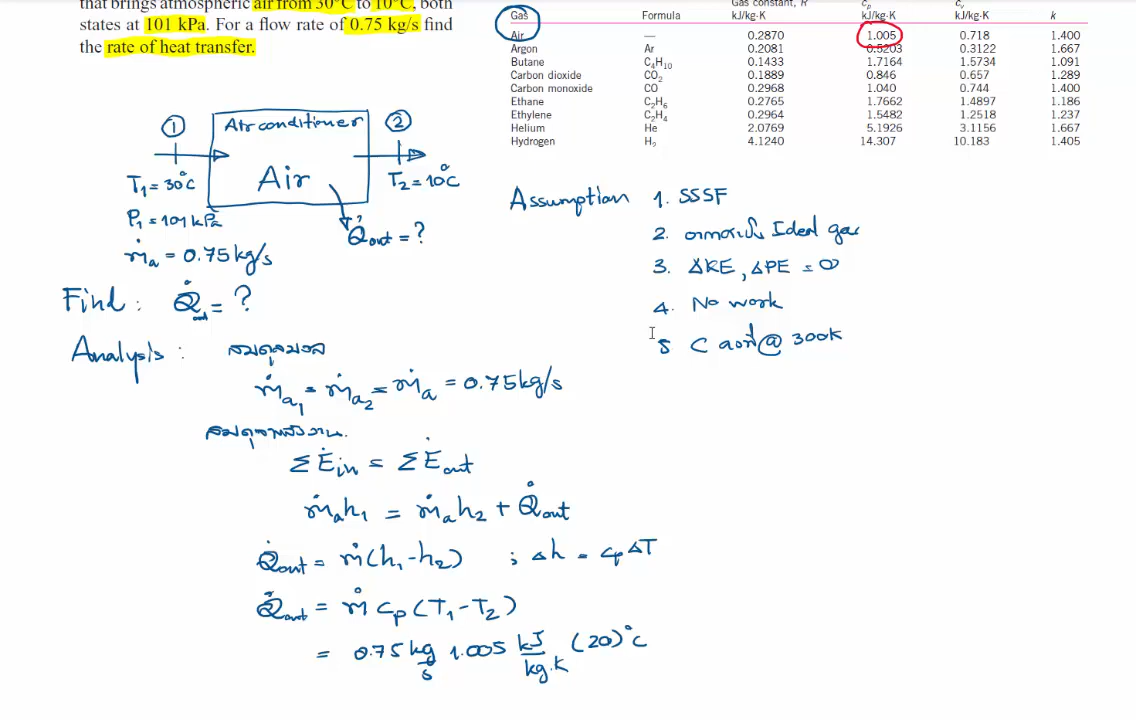 that brings atmospheric air from 30°C to 10°C, both
states at 101 kPa. For a flow rate of 0.75 kg/s find
the rate of heat transfer.
Gas constant, R cp cv
Gas Formula kJ/kg·K kJ/kg·K kJ/kg·K k
Air — 0.2870 1.005 0.718 1.400
Argon Ar 0.2081 0.5203 0.3122 1.667
Butane C₄H₁₀ 0.1433 1.7164 1.5734 1.091
Carbon dioxide CO₂ 0.1889 0.846 0.657 1.289
Carbon monoxide CO 0.2968 1.040 0.744 1.400
Ethane C₂H₆ 0.2765 1.7662 1.4897 1.186
Ethylene C₂H₄ 0.2964 1.5482 1.2518 1.237
Helium He 2.0769 5.1926 3.1156 1.667
Hydrogen H₂ 4.1240 14.307 10.183 1.405
① Air conditioner ②
Air
T₁ = 30°C
T₂ = 10°C
P₁ = 101 kPa
Q̇out = ?
ṁa = 0.75 kg/s
Find : Q̇out = ?
Assumption 1. SSSF
2. Ideal gas
3. ΔKE, ΔPE = 0
4. No work
5 C @ 300K
Analysis : สมดุลมวล
ṁa₁ = ṁa₂ = ṁa = 0.75 kg/s
สมดุลพลังงาน.
ΣĖin = ΣĖout
ṁah₁ = ṁah₂ + Q̇out
Q̇out = ṁ(h₁-h₂) ; Δh = cpΔT
Q̇out = ṁ cp (T₁-T₂)
= 0.75 kg/s 1.005 kJ/kg.K (20)°C